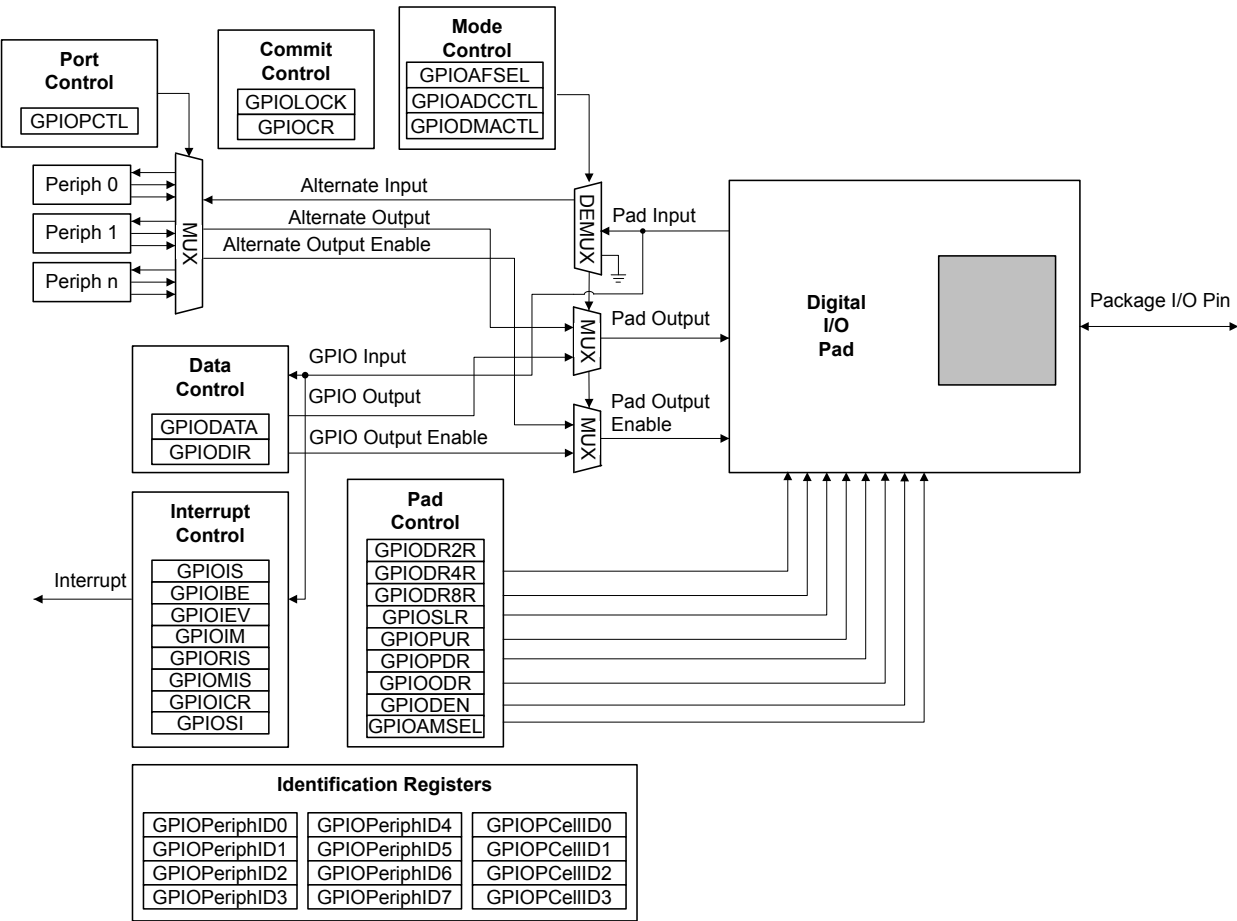 Port
Control
GPIOPCTL
Commit
Control
GPIOLOCK
GPIOCR
Mode
Control
GPIOAFSEL
GPIOADCCTL
GPIODMACTL
Periph 0
Periph 1
Periph n
MUX
Alternate Input
Alternate Output
Alternate Output Enable
DEMUX
Pad Input
MUX
Pad Output
MUX
Pad Output
Enable
Digital
I/O
Pad
Package I/O Pin
Data
Control
GPIODATA
GPIODIR
GPIO Input
GPIO Output
GPIO Output Enable
Interrupt
Control
GPIOIS
GPIOIBE
GPIOIEV
GPIOIM
GPIORIS
GPIOMIS
GPIOICR
GPIOSI
Interrupt
Pad
Control
GPIODR2R
GPIODR4R
GPIODR8R
GPIOSLR
GPIOPUR
GPIOPDR
GPIOODR
GPIODEN
GPIOAMSEL
Identification Registers
GPIOPeriphID0
GPIOPeriphID1
GPIOPeriphID2
GPIOPeriphID3
GPIOPeriphID4
GPIOPeriphID5
GPIOPeriphID6
GPIOPeriphID7
GPIOPCellID0
GPIOPCellID1
GPIOPCellID2
GPIOPCellID3